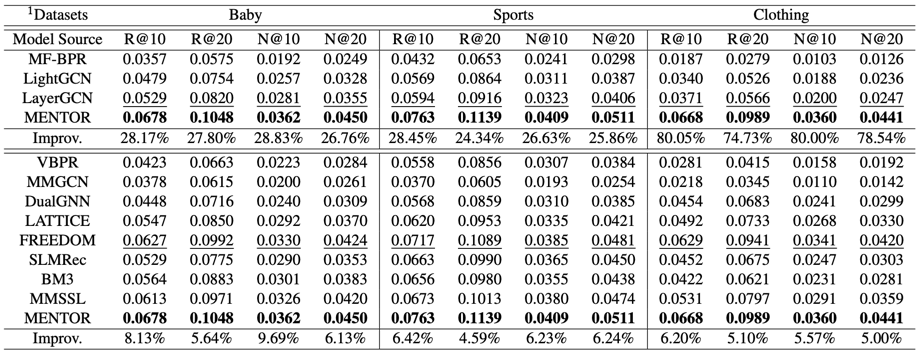 1Datasets Baby Sports Clothing
Model Source R@10 R@20 N@10 N@20 R@10 R@20 N@10 N@20 R@10 R@20 N@10 N@20
MF-BPR 0.0357 0.0575 0.0192 0.0249 0.0432 0.0653 0.0241 0.0298 0.0187 0.0279 0.0103 0.0126
LightGCN 0.0479 0.0754 0.0257 0.0328 0.0569 0.0864 0.0311 0.0387 0.0340 0.0526 0.0188 0.0236
LayerGCN 0.0529 0.0820 0.0281 0.0355 0.0594 0.0916 0.0323 0.0406 0.0371 0.0566 0.0200 0.0247
MENTOR 0.0678 0.1048 0.0362 0.0450 0.0763 0.1139 0.0409 0.0511 0.0668 0.0989 0.0360 0.0441
Improv. 28.17% 27.80% 28.83% 26.76% 28.45% 24.34% 26.63% 25.86% 80.05% 74.73% 80.00% 78.54%
VBPR 0.0423 0.0663 0.0223 0.0284 0.0558 0.0856 0.0307 0.0384 0.0281 0.0415 0.0158 0.0192
MMGCN 0.0378 0.0615 0.0200 0.0261 0.0370 0.0605 0.0193 0.0254 0.0218 0.0345 0.0110 0.0142
DualGNN 0.0448 0.0716 0.0240 0.0309 0.0568 0.0859 0.0310 0.0385 0.0454 0.0683 0.0241 0.0299
LATTICE 0.0547 0.0850 0.0292 0.0370 0.0620 0.0953 0.0335 0.0421 0.0492 0.0733 0.0268 0.0330
FREEDOM 0.0627 0.0992 0.0330 0.0424 0.0717 0.1089 0.0385 0.0481 0.0629 0.0941 0.0341 0.0420
SLMRec 0.0529 0.0775 0.0290 0.0353 0.0663 0.0990 0.0365 0.0450 0.0452 0.0675 0.0247 0.0303
BM3 0.0564 0.0883 0.0301 0.0383 0.0656 0.0980 0.0355 0.0438 0.0422 0.0621 0.0231 0.0281
MMSSL 0.0613 0.0971 0.0326 0.0420 0.0673 0.1013 0.0380 0.0474 0.0531 0.0797 0.0291 0.0359
MENTOR 0.0678 0.1048 0.0362 0.0450 0.0763 0.1139 0.0409 0.0511 0.0668 0.0989 0.0360 0.0441
Improv. 8.13% 5.64% 9.69% 6.13% 6.42% 4.59% 6.23% 6.24% 6.20% 5.10% 5.57% 5.00%